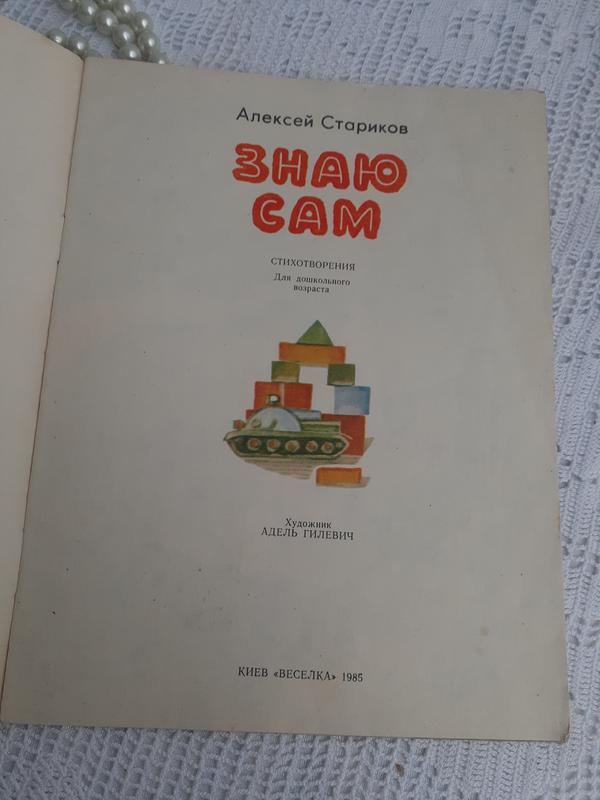 Алексей Стариков
ЗНАЮ
САМ
СТИХОТВОРЕНИЯ
Для дошкольного
возраста
Художник
АДЕЛЬ ГИЛЕВИЧ
КИЕВ «ВЕСЕЛКА» 1985